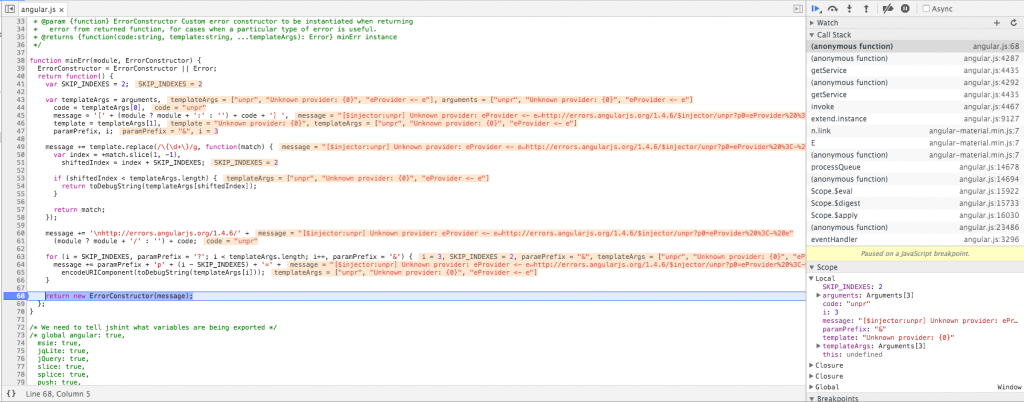 angular.js ×
Async
33 * @param {function} ErrorConstructor Custom error constructor to be instantiated when returning
34 *   error from returned function, for cases when a particular type of error is useful.
35 * @returns {function(code:string, template:string, ...templateArgs): Error} minErr instance
36 */
37
38 function minErr(module, ErrorConstructor) {
39   ErrorConstructor = ErrorConstructor || Error;
40   return function() {
41     var SKIP_INDEXES = 2;  SKIP_INDEXES = 2
42
43     var templateArgs = arguments,  templateArgs = ["unpr", "Unknown provider: {0}", "eProvider <- e"], arguments = ["unpr", "Unknown provider: {0}", "eProvider <- e"]
44       code = templateArgs[0],  code = "unpr"
45       message = '[' + (module ? module + ':' : '') + code + '] ',  message = "[$injector:unpr] Unknown provider: eProvider <- e↵http://errors.angularjs.org/1.4.6/$injector/unpr?p0=eProvider%20%3
46       template = templateArgs[1],  template = "Unknown provider: {0}", templateArgs = ["unpr", "Unknown provider: {0}", "eProvider <- e"]
47       paramPrefix, i;  paramPrefix = "&", i = 3
48
49     message += template.replace(/\{\d+\}/g, function(match) {  message = "[$injector:unpr] Unknown provider: eProvider <- e↵http://errors.angularjs.org/1.4.6/$injector/unpr?p0=eProvider%20%3C-%2
50       var index = +match.slice(1, -1),
51         shiftedIndex = index + SKIP_INDEXES;  SKIP_INDEXES = 2
52
53       if (shiftedIndex < templateArgs.length) {  templateArgs = ["unpr", "Unknown provider: {0}", "eProvider <- e"]
54         return toDebugString(templateArgs[shiftedIndex]);
55       }
56
57       return match;
58     });
59
60     message += '\nhttp://errors.angularjs.org/1.4.6/' +  message = "[$injector:unpr] Unknown provider: eProvider <- e↵http://errors.angularjs.org/1.4.6/$injector/unpr?p0=eProvider%20%3C-%20e"
61       (module ? module + '/' : '') + code;  code = "unpr"
62
63     for (i = SKIP_INDEXES, paramPrefix = '?'; i < templateArgs.length; i++, paramPrefix = '&') {  i = 3, SKIP_INDEXES = 2, paramPrefix = "&", templateArgs = ["unpr", "Unknown provider: {0}", "eP
64       message += paramPrefix + 'p' + (i - SKIP_INDEXES) + '=' +  message = "[$injector:unpr] Unknown provider: eProvider <- e↵http://errors.angularjs.org/1.4.6/$injector/unpr?p0=eProvider%20%3C-
65         encodeURIComponent(toDebugString(templateArgs[i]));  templateArgs = ["unpr", "Unknown provider: {0}", "eProvider <- e"]
66     }
67
68     return new ErrorConstructor(message);
69   };
70 }
71
72 /* We need to tell jshint what variables are being exported */
73 /* global angular: true,
74   msie: true,
75   jqLite: true,
76   jQuery: true,
77   slice: true,
78   splice: true,
79   push: true,
{} Line 68, Column 5
Watch
Call Stack
(anonymous function) angular.js:68
(anonymous function) angular.js:4287
getService angular.js:4435
(anonymous function) angular.js:4292
getService angular.js:4435
invoke angular.js:4467
extend.instance angular.js:9127
n.link angular-material.min.js:7
E angular-material.min.js:7
(anonymous function) angular-material.min.js:7
processQueue angular.js:14678
(anonymous function) angular.js:14694
Scope.$eval angular.js:15922
Scope.$digest angular.js:15733
Scope.$apply angular.js:16030
(anonymous function) angular.js:23486
eventHandler angular.js:3296
Paused on a JavaScript breakpoint.
Scope
Local
SKIP_INDEXES: 2
arguments: Arguments[3]
code: "unpr"
i: 3
message: "[$injector:unpr] Unknown provider: ePr…
paramPrefix: "&"
template: "Unknown provider: {0}"
templateArgs: Arguments[3]
this: undefined
Closure
Closure
Global Window
Breakpoints